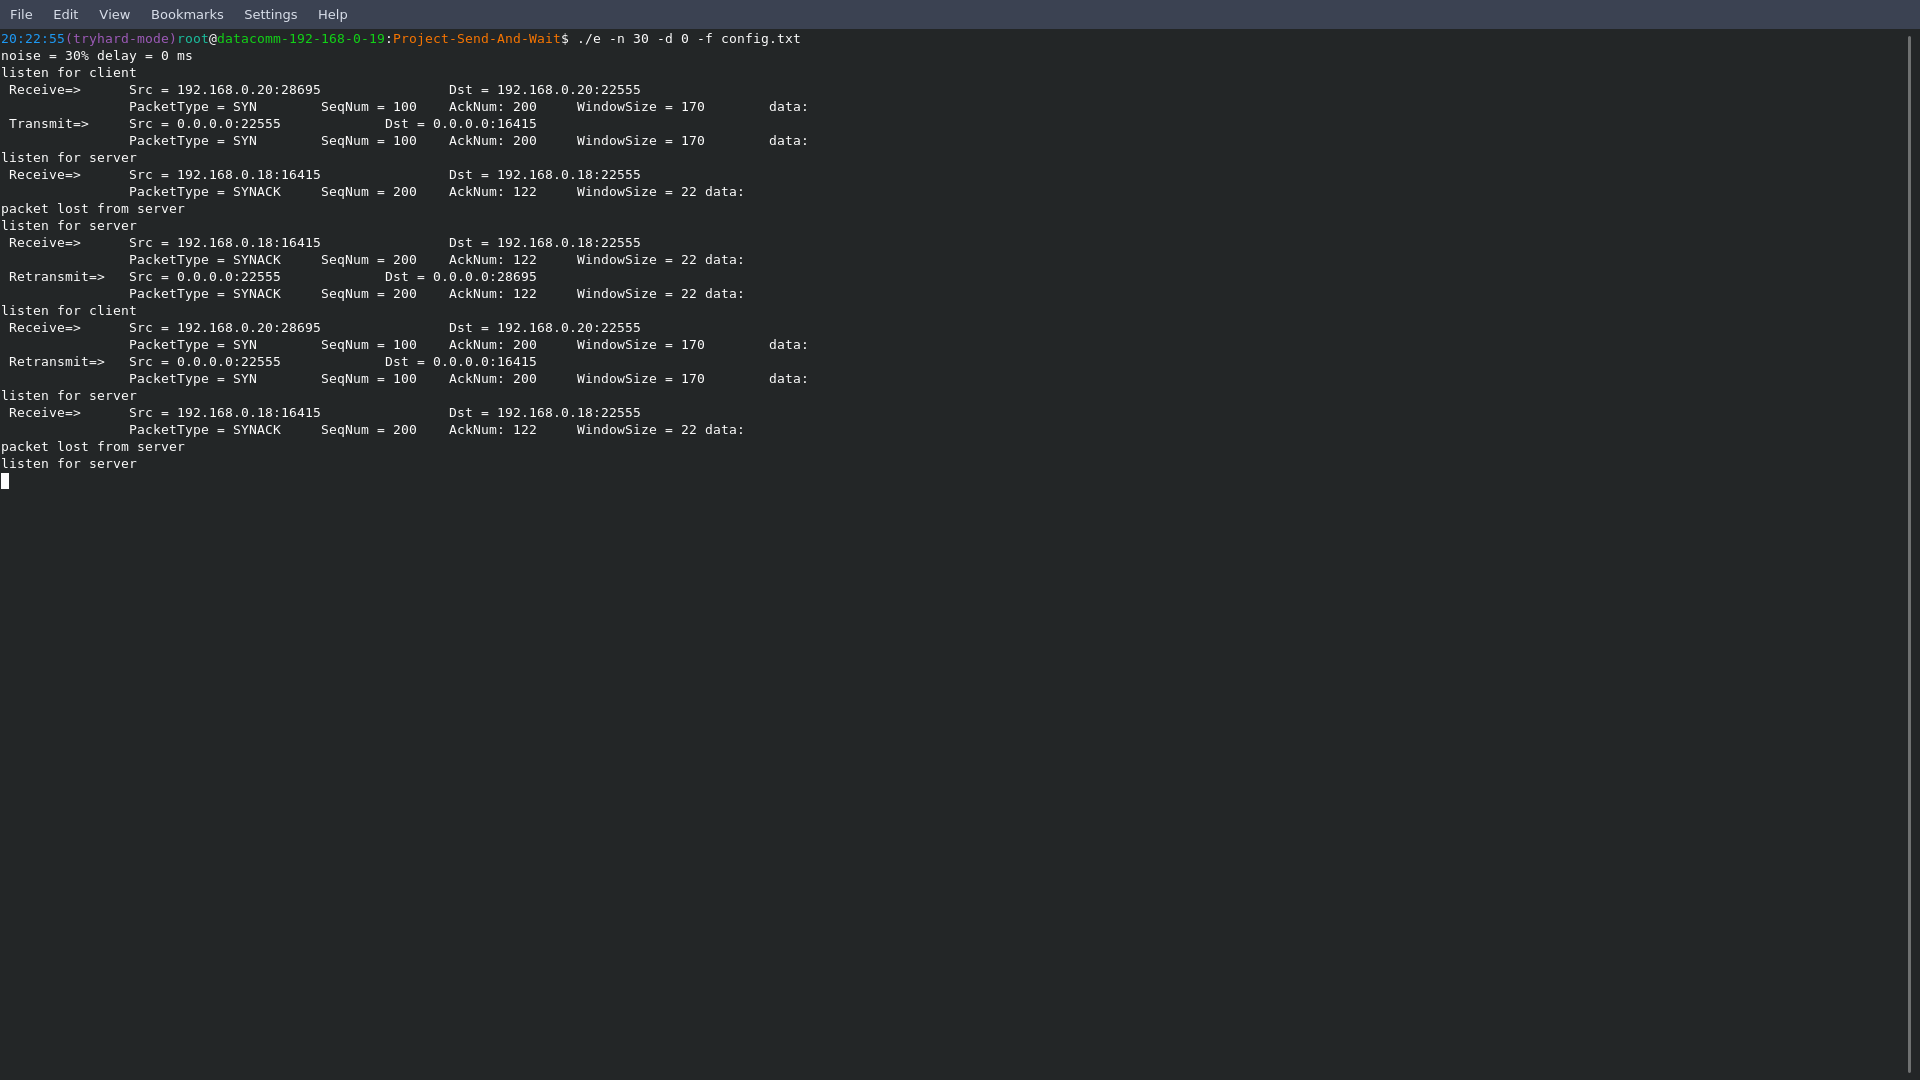 File Edit View Bookmarks Settings Help
20:22:55(tryhard-mode)root@datacomm-192-168-0-19:Project-Send-And-Wait$ ./e -n 30 -d 0 -f config.txt
noise = 30% delay = 0 ms
listen for client
 Receive=>      Src = 192.168.0.20:28695                Dst = 192.168.0.20:22555
                PacketType = SYN        SeqNum = 100    AckNum: 200     WindowSize = 170        data:
 Transmit=>     Src = 0.0.0.0:22555             Dst = 0.0.0.0:16415
                PacketType = SYN        SeqNum = 100    AckNum: 200     WindowSize = 170        data:
listen for server
 Receive=>      Src = 192.168.0.18:16415                Dst = 192.168.0.18:22555
                PacketType = SYNACK     SeqNum = 200    AckNum: 122     WindowSize = 22 data:
packet lost from server
listen for server
 Receive=>      Src = 192.168.0.18:16415                Dst = 192.168.0.18:22555
                PacketType = SYNACK     SeqNum = 200    AckNum: 122     WindowSize = 22 data:
 Retransmit=>   Src = 0.0.0.0:22555             Dst = 0.0.0.0:28695
                PacketType = SYNACK     SeqNum = 200    AckNum: 122     WindowSize = 22 data:
listen for client
 Receive=>      Src = 192.168.0.20:28695                Dst = 192.168.0.20:22555
                PacketType = SYN        SeqNum = 100    AckNum: 200     WindowSize = 170        data:
 Retransmit=>   Src = 0.0.0.0:22555             Dst = 0.0.0.0:16415
                PacketType = SYN        SeqNum = 100    AckNum: 200     WindowSize = 170        data:
listen for server
 Receive=>      Src = 192.168.0.18:16415                Dst = 192.168.0.18:22555
                PacketType = SYNACK     SeqNum = 200    AckNum: 122     WindowSize = 22 data:
packet lost from server
listen for server